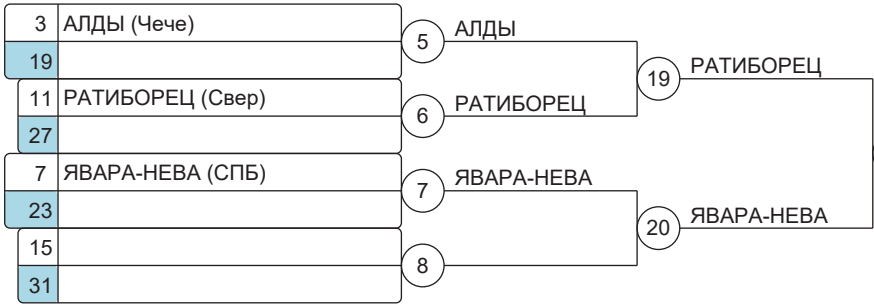 3 АЛДЫ (Чече)
19
5 АЛДЫ
11 РАТИБОРЕЦ (Свер)
27
6 РАТИБОРЕЦ
19 РАТИБОРЕЦ
7 ЯВАРА-НЕВА (СПБ)
23
7 ЯВАРА-НЕВА
15
31
8
20 ЯВАРА-НЕВА